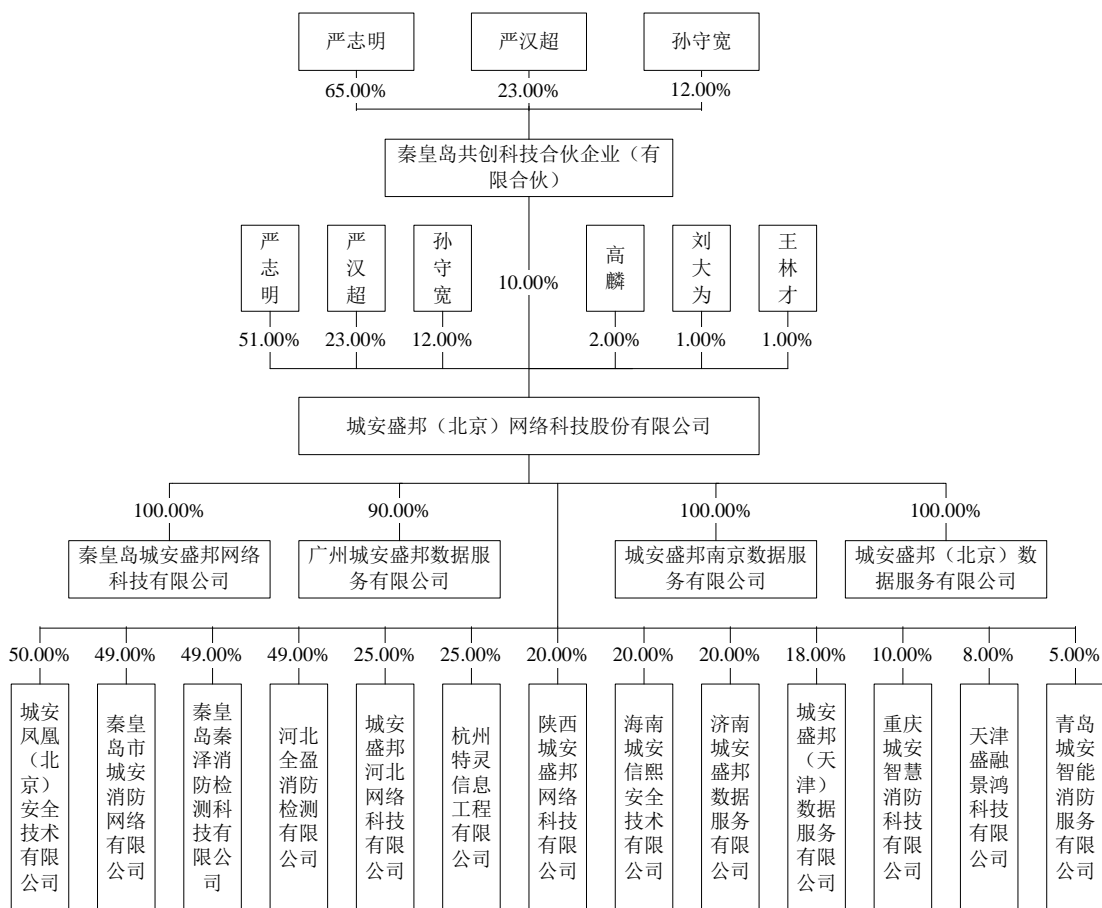 严志明
严汉超
孙守宽
65.00%
23.00%
12.00%
秦皇岛共创科技合伙企业（有
限合伙）
严志明
严汉超
孙守宽
高麟
刘大为
王林才
10.00%
51.00%
23.00%
12.00%
2.00%
1.00%
1.00%
城安盛邦（北京）网络科技股份有限公司
100.00%
90.00%
100.00%
100.00%
秦皇岛城安盛邦网络
科技有限公司
广州城安盛邦数据服
务有限公司
城安盛邦南京数据服
务有限公司
城安盛邦（北京）数
据服务有限公司
50.00%
49.00%
49.00%
49.00%
25.00%
25.00%
20.00%
20.00%
20.00%
18.00%
10.00%
8.00%
5.00%
城安
凤凰
（北
京）
安全
技术
有限
公司
秦皇
岛市
城安
消防
网络
有限
公司
秦皇
岛秦
泽消
防检
测科
技有
限公
司
河北
全盈
消防
检测
有限
公司
城安
盛邦
河北
网络
科技
有限
公司
杭州
特灵
信息
工程
有限
公司
陕西
城安
盛邦
网络
科技
有限
公司
海南
城安
信熙
安全
技术
有限
公司
济南
城安
盛邦
数据
服务
有限
公司
城安
盛邦
（天
津）
数据
服务
有限
公司
重庆
城安
智慧
消防
科技
有限
公司
天津
盛融
景鸿
科技
有限
公司
青岛
城安
智能
消防
服务
有限
公司